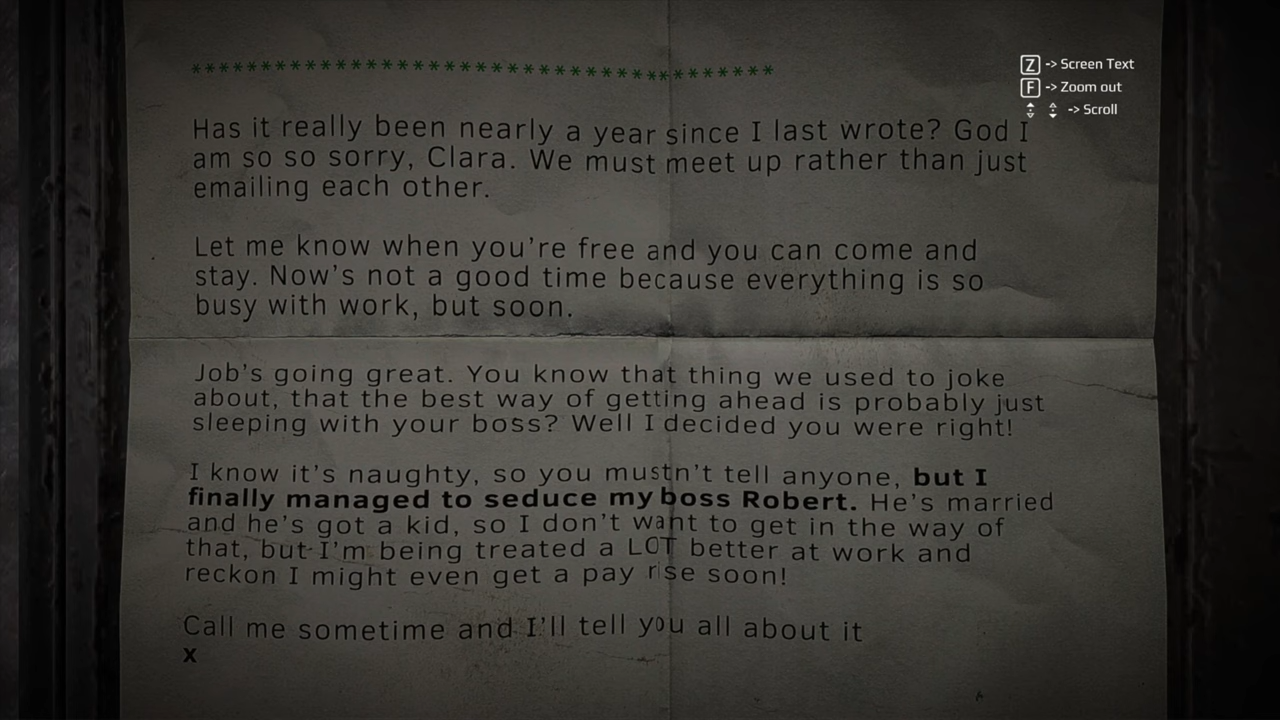 **********************************
Z -> Screen Text
F -> Zoom out
-> Scroll
Has it really been nearly a year since I last wrote? God I
am so so sorry, Clara. We must meet up rather than just
emailing each other.
Let me know when you're free and you can come and
stay. Now's not a good time because everything is so
busy with work, but soon.
Job's going great. You know that thing we used to joke
about, that the best way of getting ahead is probably just
sleeping with your boss? Well I decided you were right!
I know it's naughty, so you mustn't tell anyone, but I
finally managed to seduce my boss Robert. He's married
and he's got a kid, so I don't want to get in the way of
that, but I'm being treated a LOT better at work and
reckon I might even get a pay rise soon!
Call me sometime and I'll tell you all about it
x